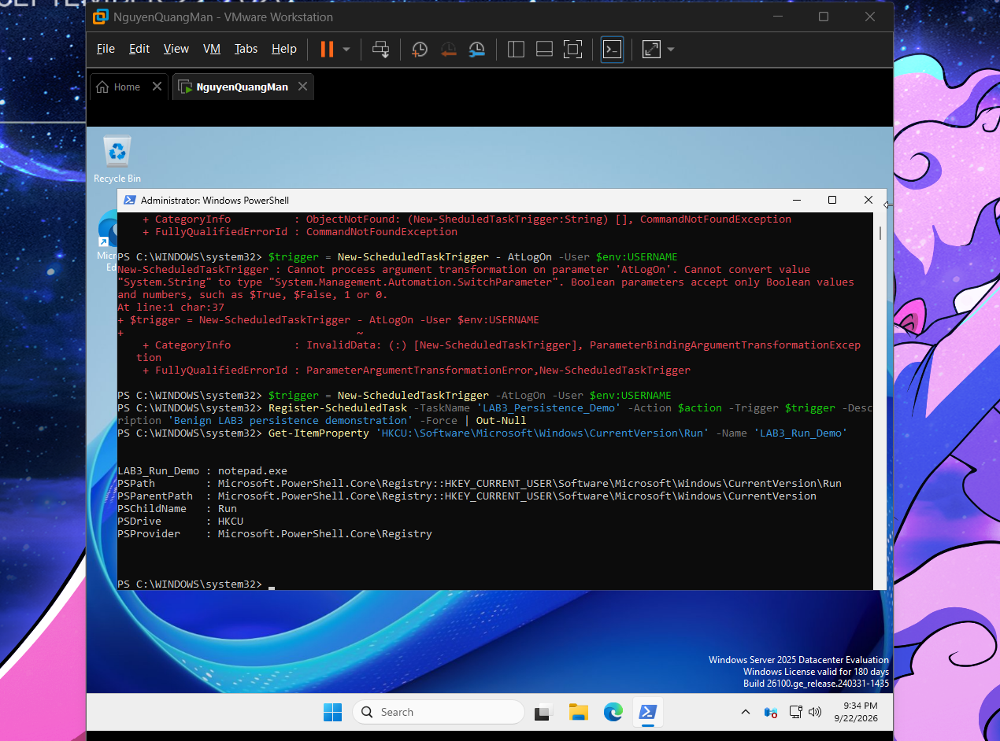 NguyenQuangMan - VMware Workstation
File Edit View VM Tabs Help
Home NguyenQuangMan
Recycle Bin
Administrator: Windows PowerShell
+ CategoryInfo : ObjectNotFound: (New-SheduledTaskTrigger:String) [], CommandNotFoundException
+ FullyQualifiedErrorId : CommandNotFoundException
PS C:\WINDOWS\system32> $trigger = New-ScheduledTaskTrigger - AtLogOn -User $env:USERNAME
New-ScheduledTaskTrigger : Cannot process argument transformation on parameter 'AtLogOn'. Cannot convert value
"System.String" to type "System.Management.Automation.SwitchParameter". Boolean parameters accept only Boolean values
and numbers, such as $True, $False, 1 or 0.
At line:1 char:37
+ $trigger = New-ScheduledTaskTrigger - AtLogOn -User $env:USERNAME
+ ~
+ CategoryInfo : InvalidData: (:) [New-ScheduledTaskTrigger], ParameterBindingArgumentTransformationExcep
tion
+ FullyQualifiedErrorId : ParameterArgumentTransformationError,New-ScheduledTaskTrigger
PS C:\WINDOWS\system32> $trigger = New-ScheduledTaskTrigger -AtLogOn -User $env:USERNAME
PS C:\WINDOWS\system32> Register-ScheduledTask -TaskName 'LAB3_Persistence_Demo' -Action $action -Trigger $trigger -Desc
ription 'Benign LAB3 persistence demonstration' -Force | Out-Null
PS C:\WINDOWS\system32> Get-ItemProperty 'HKCU:\Software\Microsoft\Windows\CurrentVersion\Run' -Name 'LAB3_Run_Demo'
LAB3_Run_Demo : notepad.exe
PSPath : Microsoft.PowerShell.Core\Registry::HKEY_CURRENT_USER\Software\Microsoft\Windows\CurrentVersion\Run
PSParentPath : Microsoft.PowerShell.Core\Registry::HKEY_CURRENT_USER\Software\Microsoft\Windows\CurrentVersion
PSChildName : Run
PSDrive : HKCU
PSProvider : Microsoft.PowerShell.Core\Registry
PS C:\WINDOWS\system32>
Windows Server 2025 Datacenter Evaluation
Windows License valid for 180 days
Build 26100.ge_release.240331-1435
Search
9:34 PM
9/22/2026